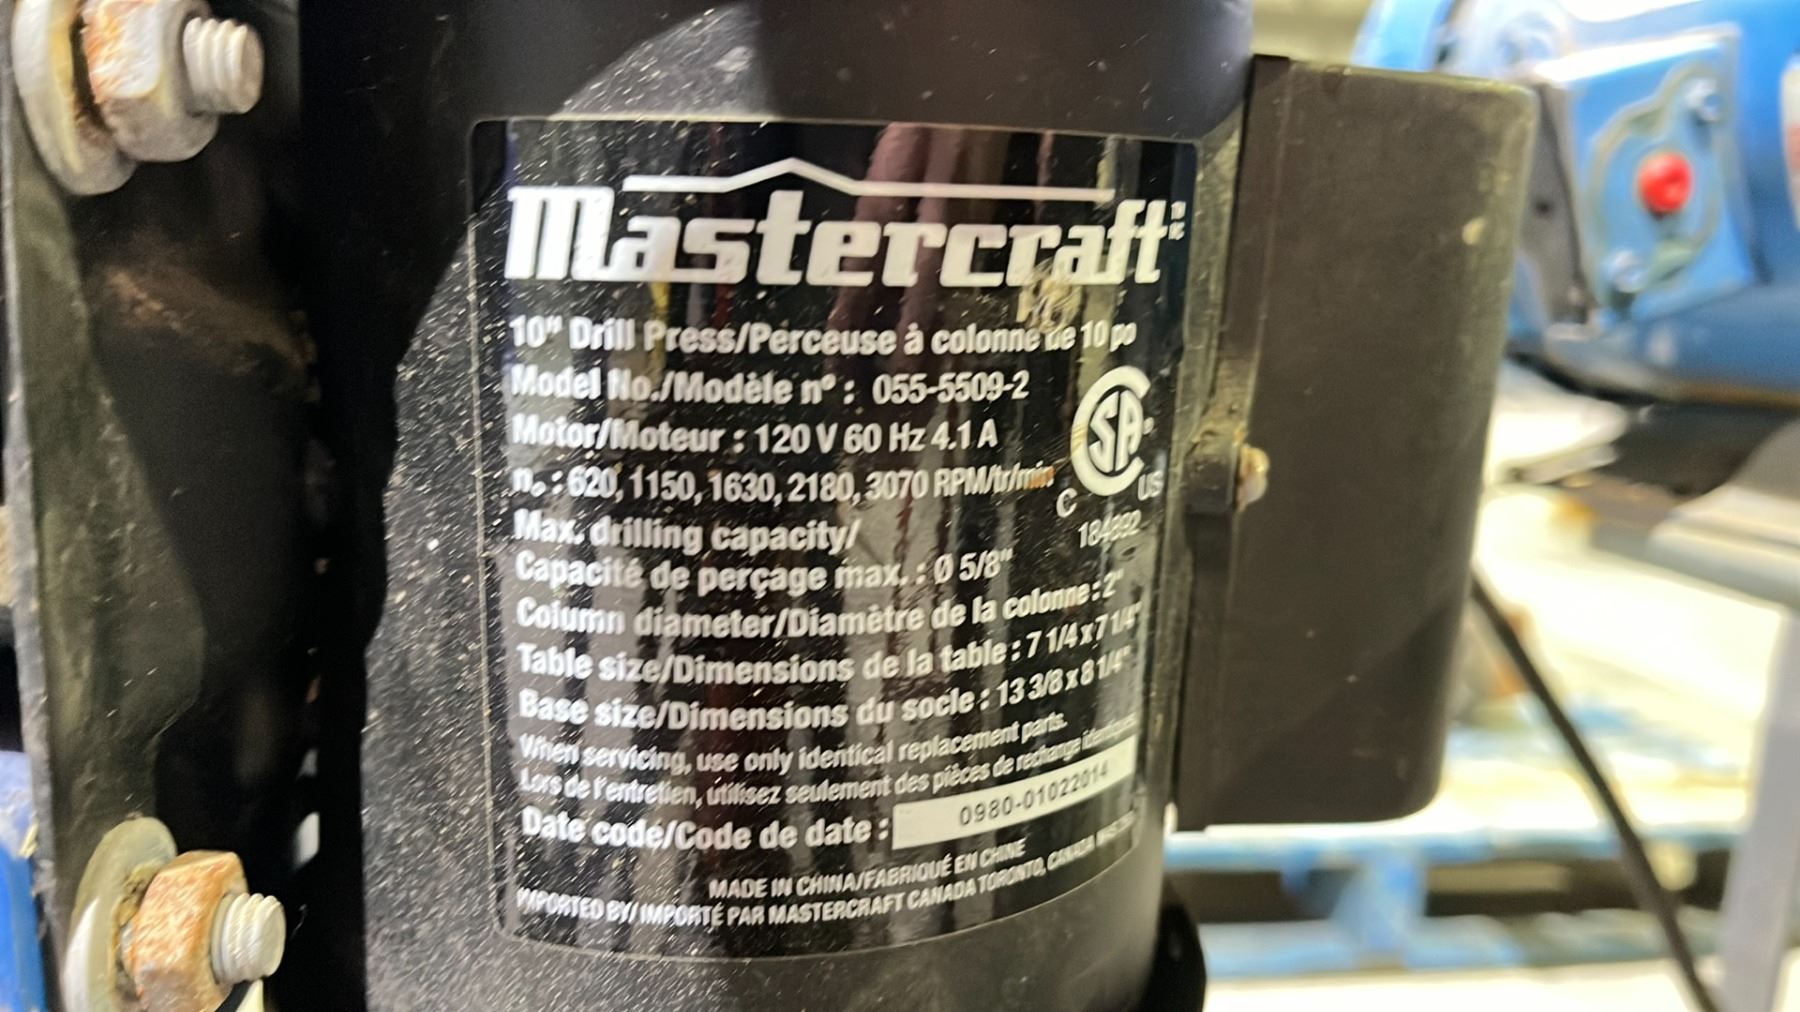 Mastercraft
10" Drill Press/Perceuse à colonne de 10 po
Model No./Modèle nº : 055-5509-2
Motor/Moteur : 120 V 60 Hz 4.1 A
n₀ : 620, 1150, 1630, 2180, 3070 RPM/tr/min
Max. drilling capacity/
Capacité de perçage max. : Ø 5/8"
CSA
C US
184892
Column diameter/Diamètre de la colonne : 2"
Table size/Dimensions de la table : 7 1/4 x 7 1/4"
Base size/Dimensions du socle : 13 3/8 x 8 1/4"
When servicing, use only identical replacement parts.
Lors de l'entretien, utilisez seulement des pièces de rechange identiques
Date code/Code de date : 0980-01022014
MADE IN CHINA/FABRIQUÉ EN CHINE
IMPORTED BY/ IMPORTÉ PAR MASTERCRAFT CANADA TORONTO, CANADA